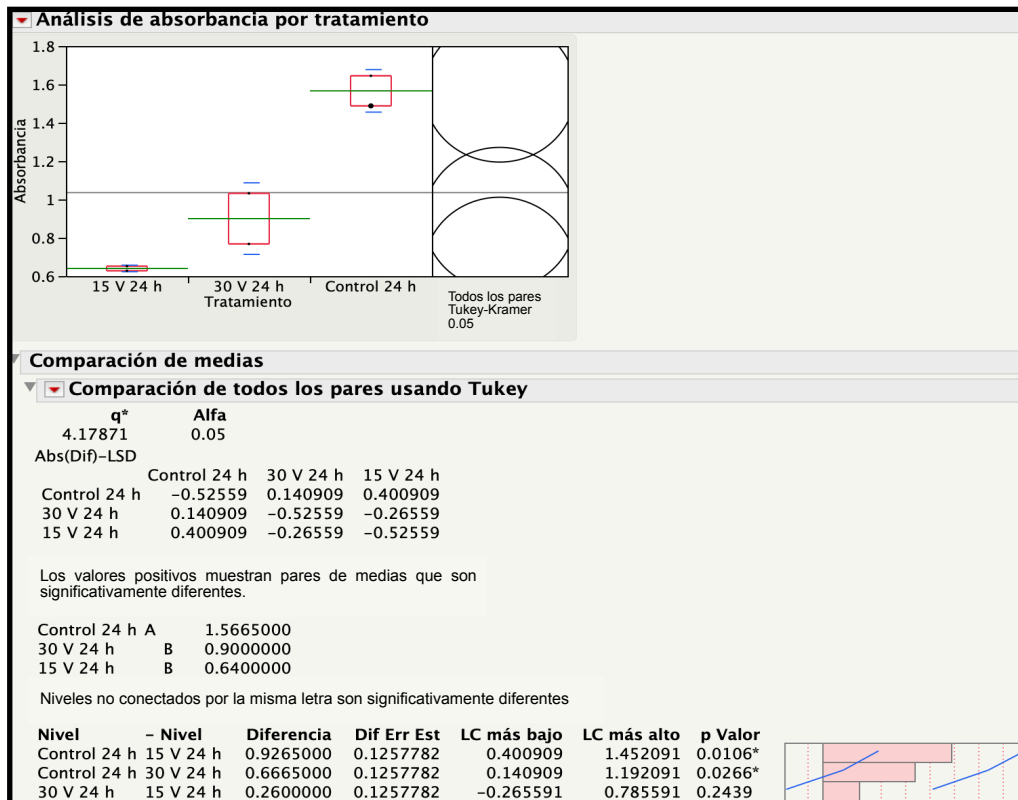 Análisis de absorbancia por tratamiento
1.8
1.6
1.4
1.2
1
0.8
0.6
Absorbancia
15 V 24 h 30 V 24 h Control 24 h
Tratamiento
Todos los pares
Tukey-Kramer
0.05
Comparación de medias
Comparación de todos los pares usando Tukey
q* Alfa
4.17871 0.05
Abs(Dif)-LSD
Control 24 h 30 V 24 h 15 V 24 h
Control 24 h -0.52559 0.140909 0.400909
30 V 24 h 0.140909 -0.52559 -0.26559
15 V 24 h 0.400909 -0.26559 -0.52559
Los valores positivos muestran pares de medias que son
significativamente diferentes.
Control 24 h A 1.5665000
30 V 24 h B 0.9000000
15 V 24 h B 0.6400000
Niveles no conectados por la misma letra son significativamente diferentes
Nivel - Nivel Diferencia Dif Err Est LC más bajo LC más alto p Valor
Control 24 h 15 V 24 h 0.9265000 0.1257782 0.400909 1.452091 0.0106*
Control 24 h 30 V 24 h 0.6665000 0.1257782 0.140909 1.192091 0.0266*
30 V 24 h 15 V 24 h 0.2600000 0.1257782 -0.265591 0.785591 0.2439